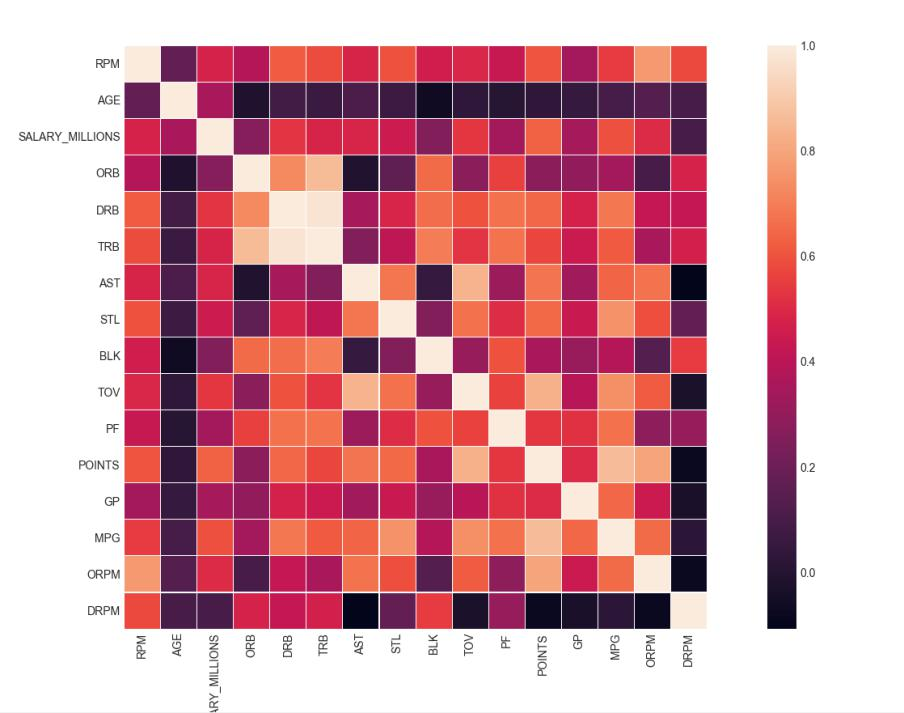 1.0
RPM
AGE
SALARY_MILLIONS
0.8
ORB
DRB
TRB
0.6
AST
STL
BLK
0.4
TOV
PF
POINTS
0.2
GP
MPG
ORPM
0.0
DRPM
RPM
AGE
ARY_MILLIONS
ORB
DRB
TRB
AST
STL
BLK
TOV
PF
POINTS
GP
MPG
ORPM
DRPM